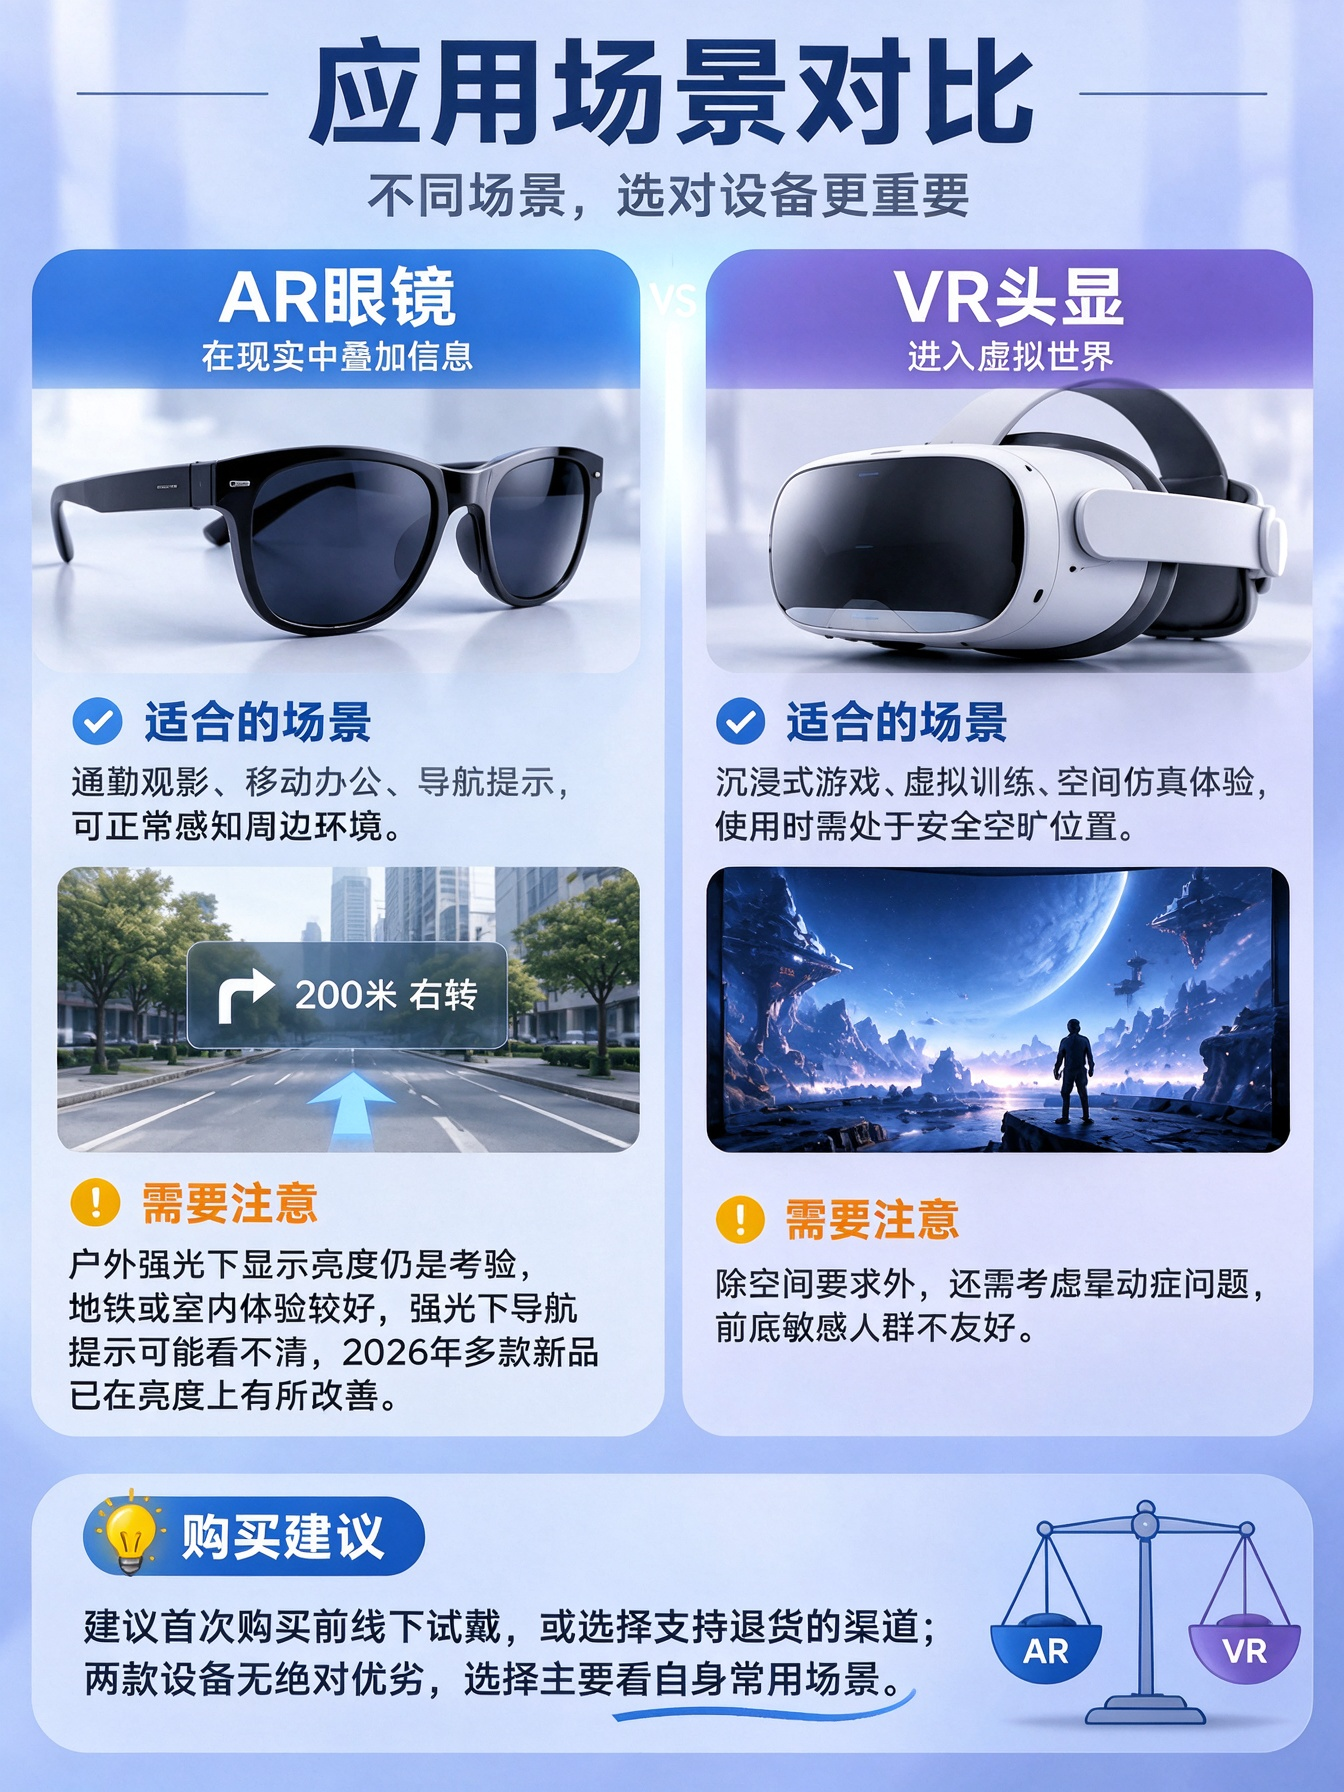 应用场景对比
不同场景，选对设备更重要
AR眼镜
在现实中叠加信息
VS
VR头显
进入虚拟世界
适合的场景
通勤观影、移动办公、导航提示，
可正常感知周边环境。
200米 右转
需要注意
户外强光下显示亮度仍是考验，
地铁或室内体验较好，强光下导航
提示可能看不清，2026年多款新品
已在亮度上有所改善。
适合的场景
沉浸式游戏、虚拟训练、空间仿真体验，
使用时需处于安全空旷位置。
需要注意
除空间要求外，还需考虑晕动症问题，
前底敏感人群不友好。
购买建议
建议首次购买前线下试戴，或选择支持退货的渠道；
两款设备无绝对优劣，选择主要看自身常用场景。
AR
VR